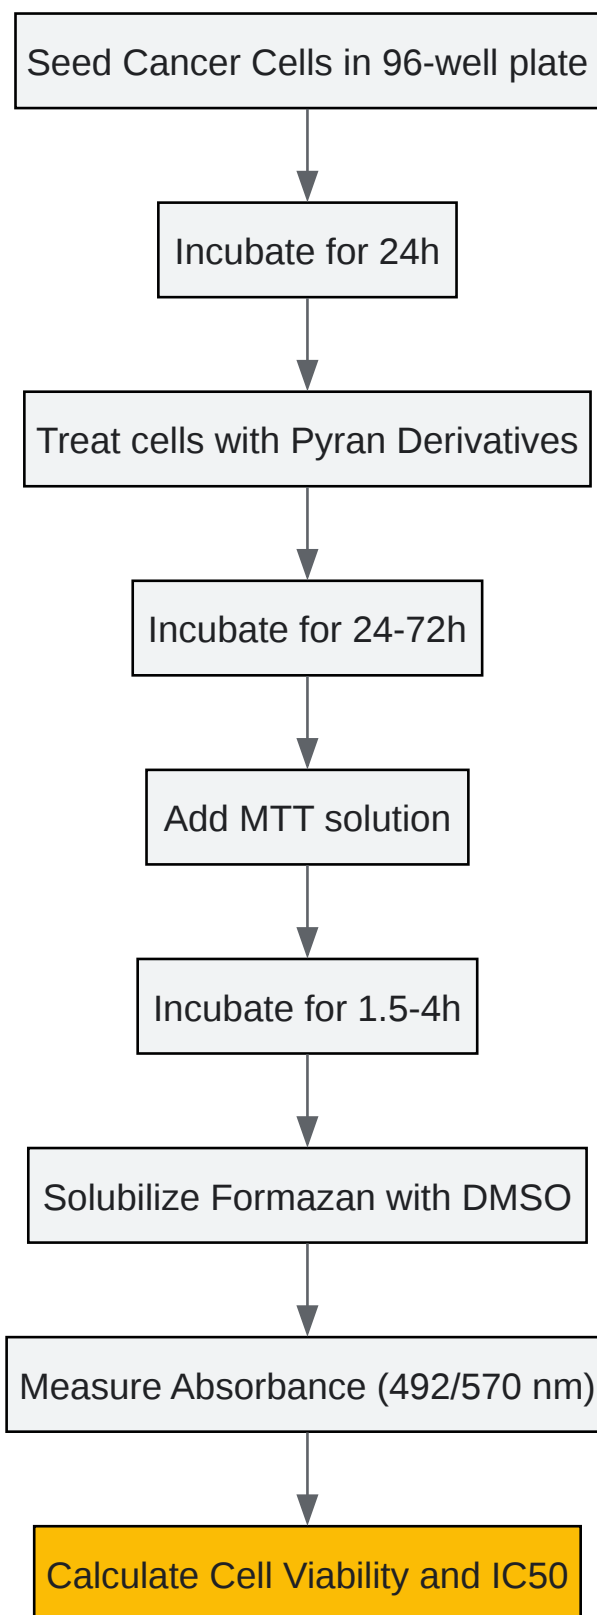 Seed Cancer Cells in 96-well plate
Incubate for 24h
Treat cells with Pyran Derivatives
Incubate for 24-72h
Add MTT solution
Incubate for 1.5-4h
Solubilize Formazan with DMSO
Measure Absorbance (492/570 nm)
Calculate Cell Viability and IC50